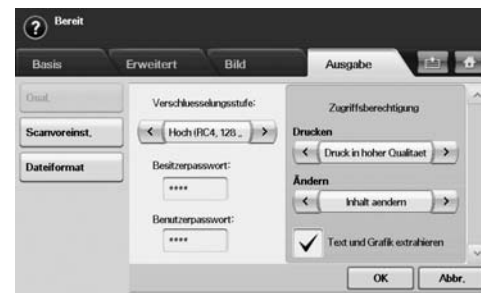 ? Bereit
Basis Erweitert Bild Ausgabe
Qual.
Scanvoreinst.
Dateiformat
Verschluesselungsstufe:
< Hoch (RC4, 128 .. >
Besitzerpasswort:
****
Benutzerpasswort:
****
Zugriffsberechtigung
Drucken
< Druck in hoher Qualitaet >
Ändern
< Inhalt aendern >
Text und Grafik extrahieren
OK Abbr.